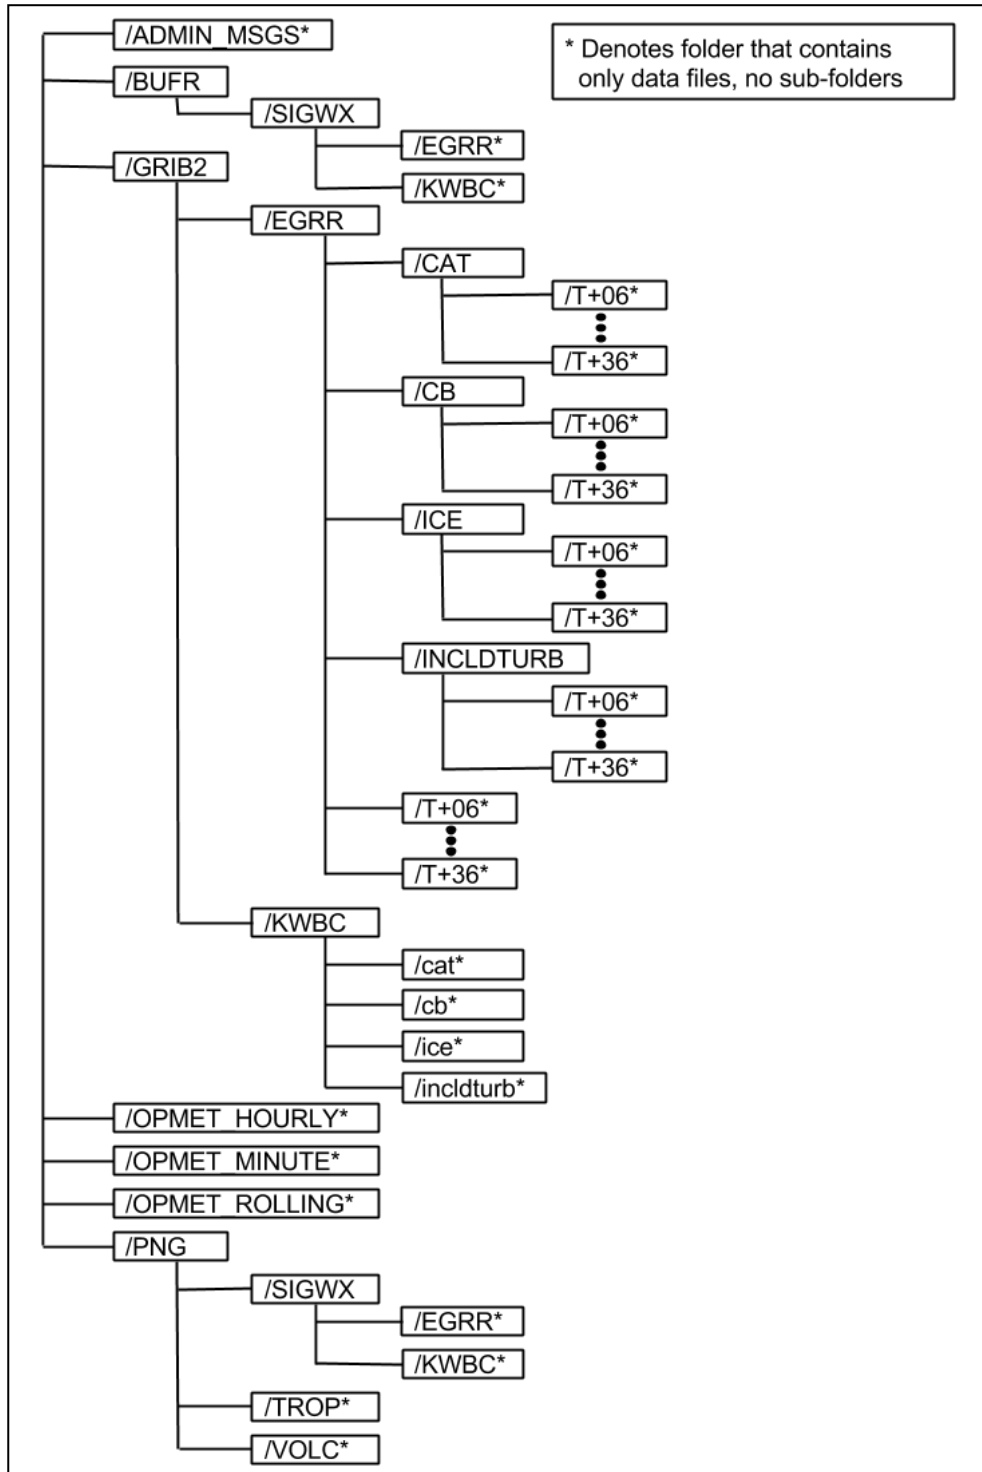 /ADMIN_MSGS*
* Denotes folder that contains
only data files, no sub-folders
/BUFR
/SIGWX
/EGRR*
/KWBC*
/GRIB2
/EGRR
/CAT
/T+06*
/T+36*
/CB
/T+06*
/T+36*
/ICE
/T+06*
/T+36*
/INCLDTURB
/T+06*
/T+36*
/T+06*
/T+36*
/KWBC
/cat*
/cb*
/ice*
/incldturb*
/OPMET_HOURLY*
/OPMET_MINUTE*
/OPMET_ROLLING*
/PNG
/SIGWX
/EGRR*
/KWBC*
/TROP*
/VOLC*